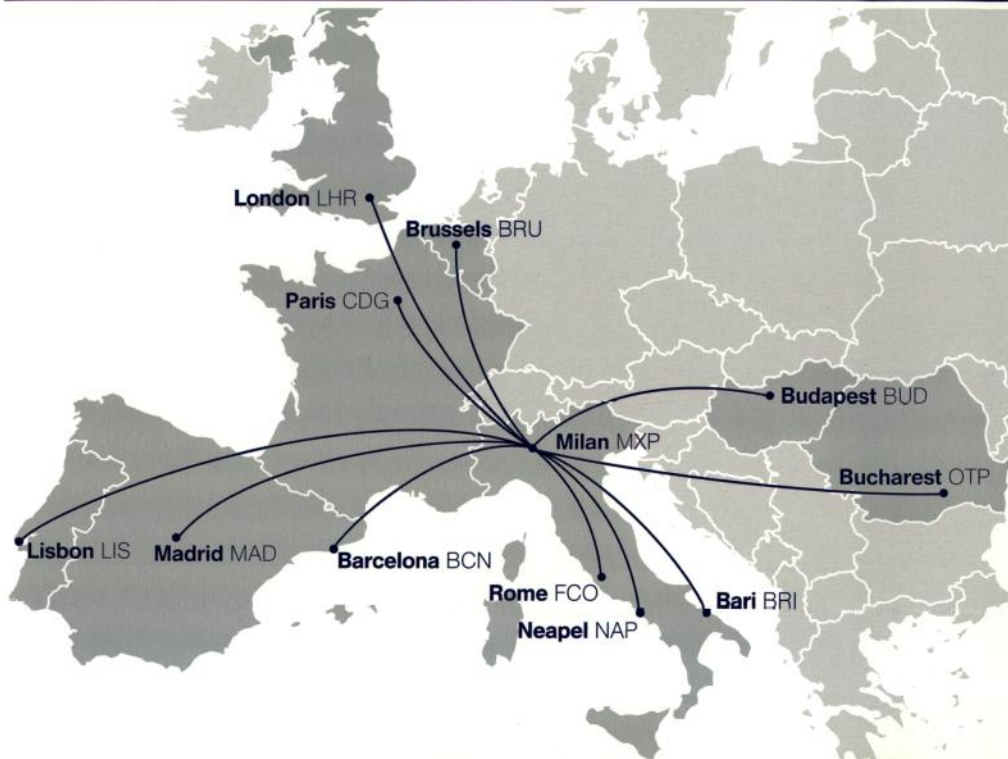 London LHR
Brussels BRU
Paris CDG
Budapest BUD
Milan MXP
Bucharest OTP
Lisbon LIS
Madrid MAD
Barcelona BCN
Rome FCO
Bari BRI
Neapel NAP